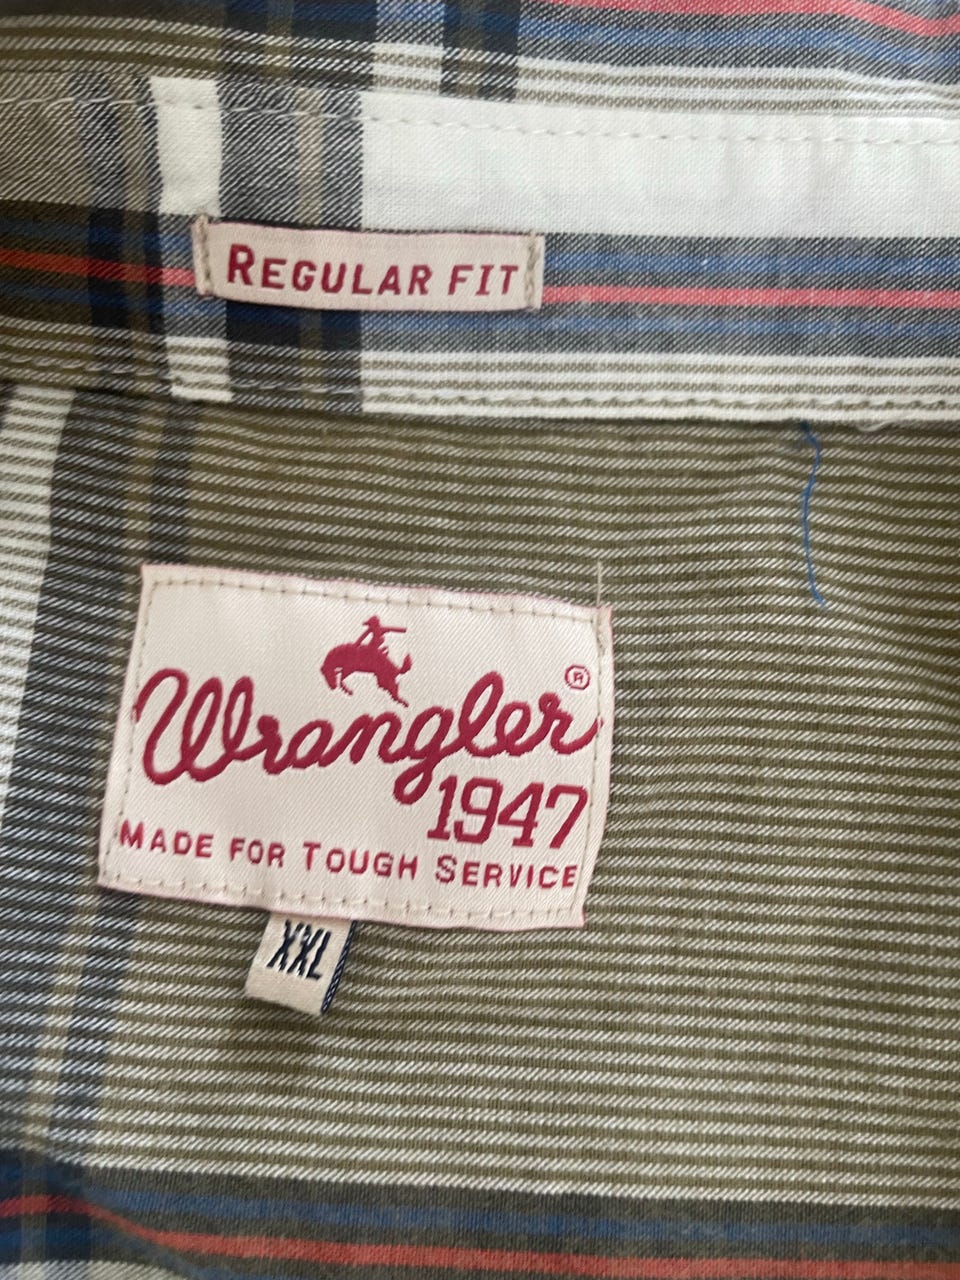 REGULAR FIT
Wrangler®
1947
MADE FOR TOUGH SERVICE
XXL